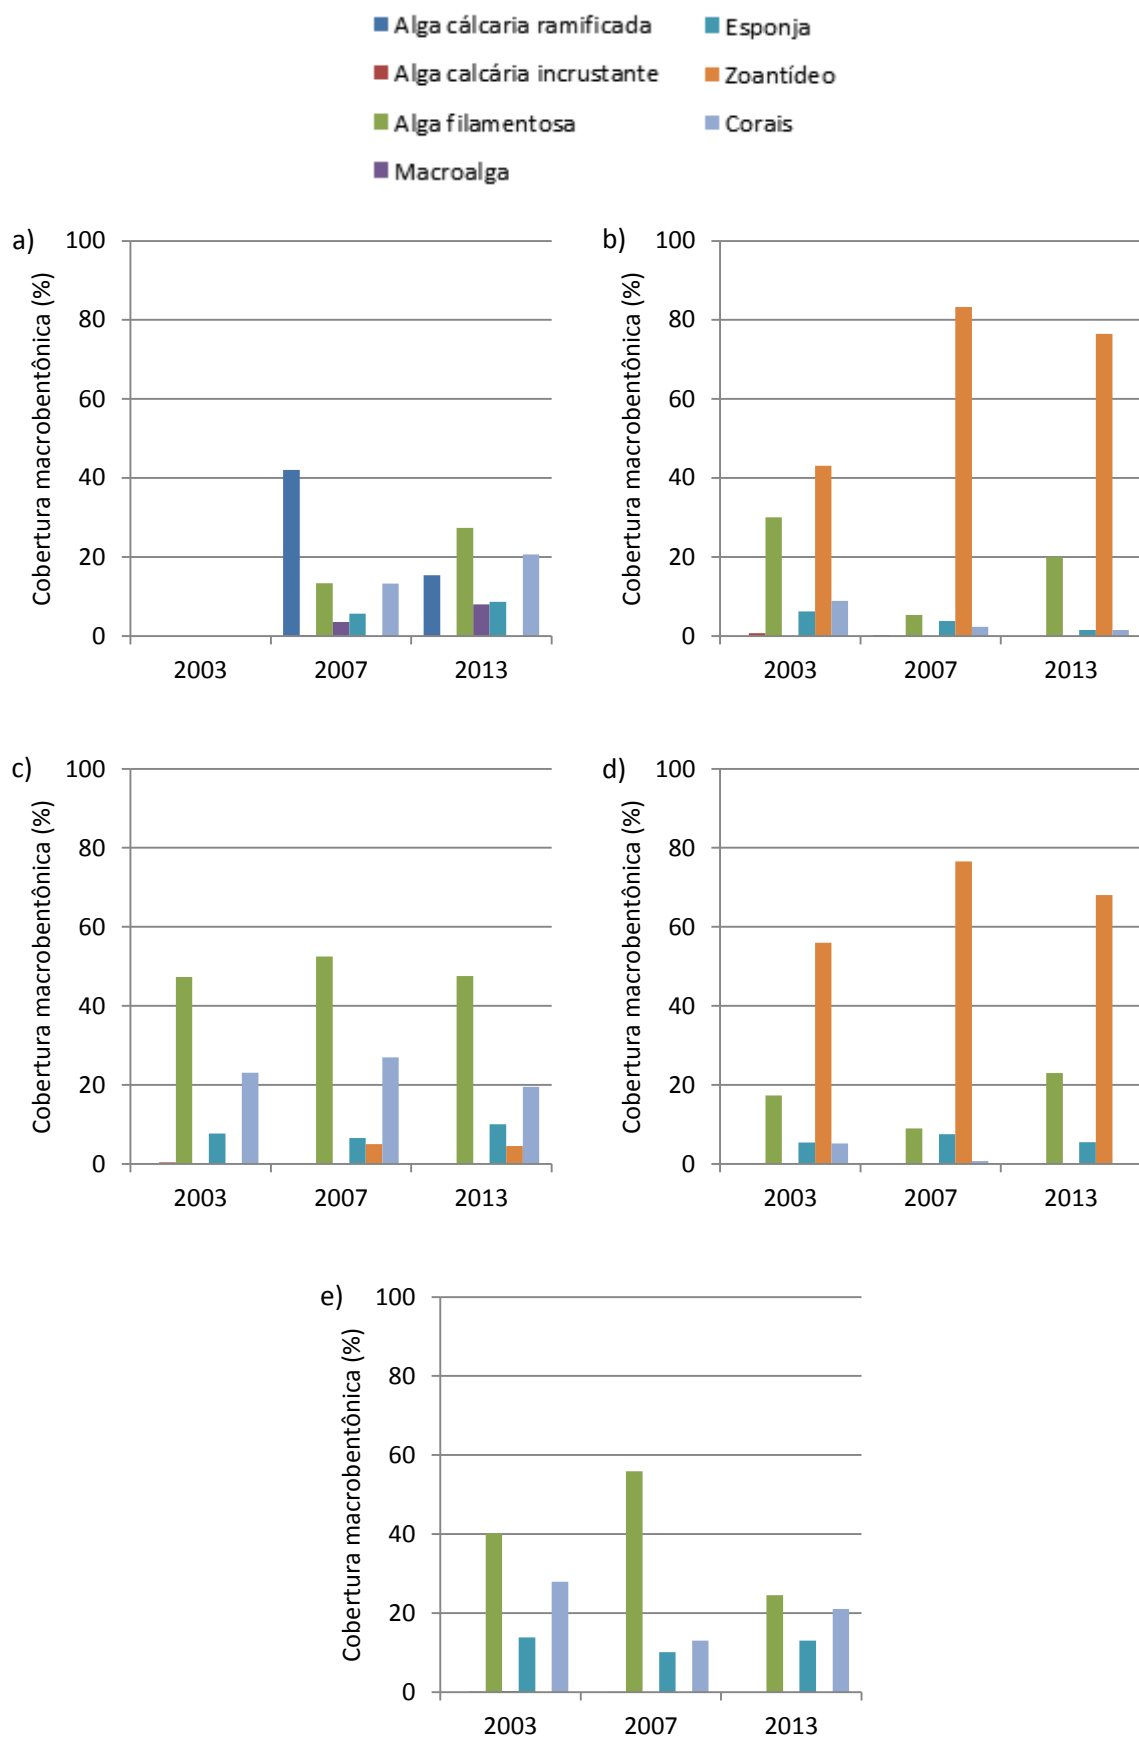 Alga cálcaria ramificada
Esponja
Alga calcária incrustante
Zoantídeo
Alga filamentosa
Corais
Macroalga
a)
Cobertura macrobentônica (%)
100
80
60
40
20
0
2003 2007 2013
b)
Cobertura macrobentônica (%)
100
80
60
40
20
0
2003 2007 2013
c)
Cobertura macrobentônica (%)
100
80
60
40
20
0
2003 2007 2013
d)
Cobertura macrobentônica (%)
100
80
60
40
20
0
2003 2007 2013
e)
Cobertura macrobentônica (%)
100
80
60
40
20
0
2003 2007 2013